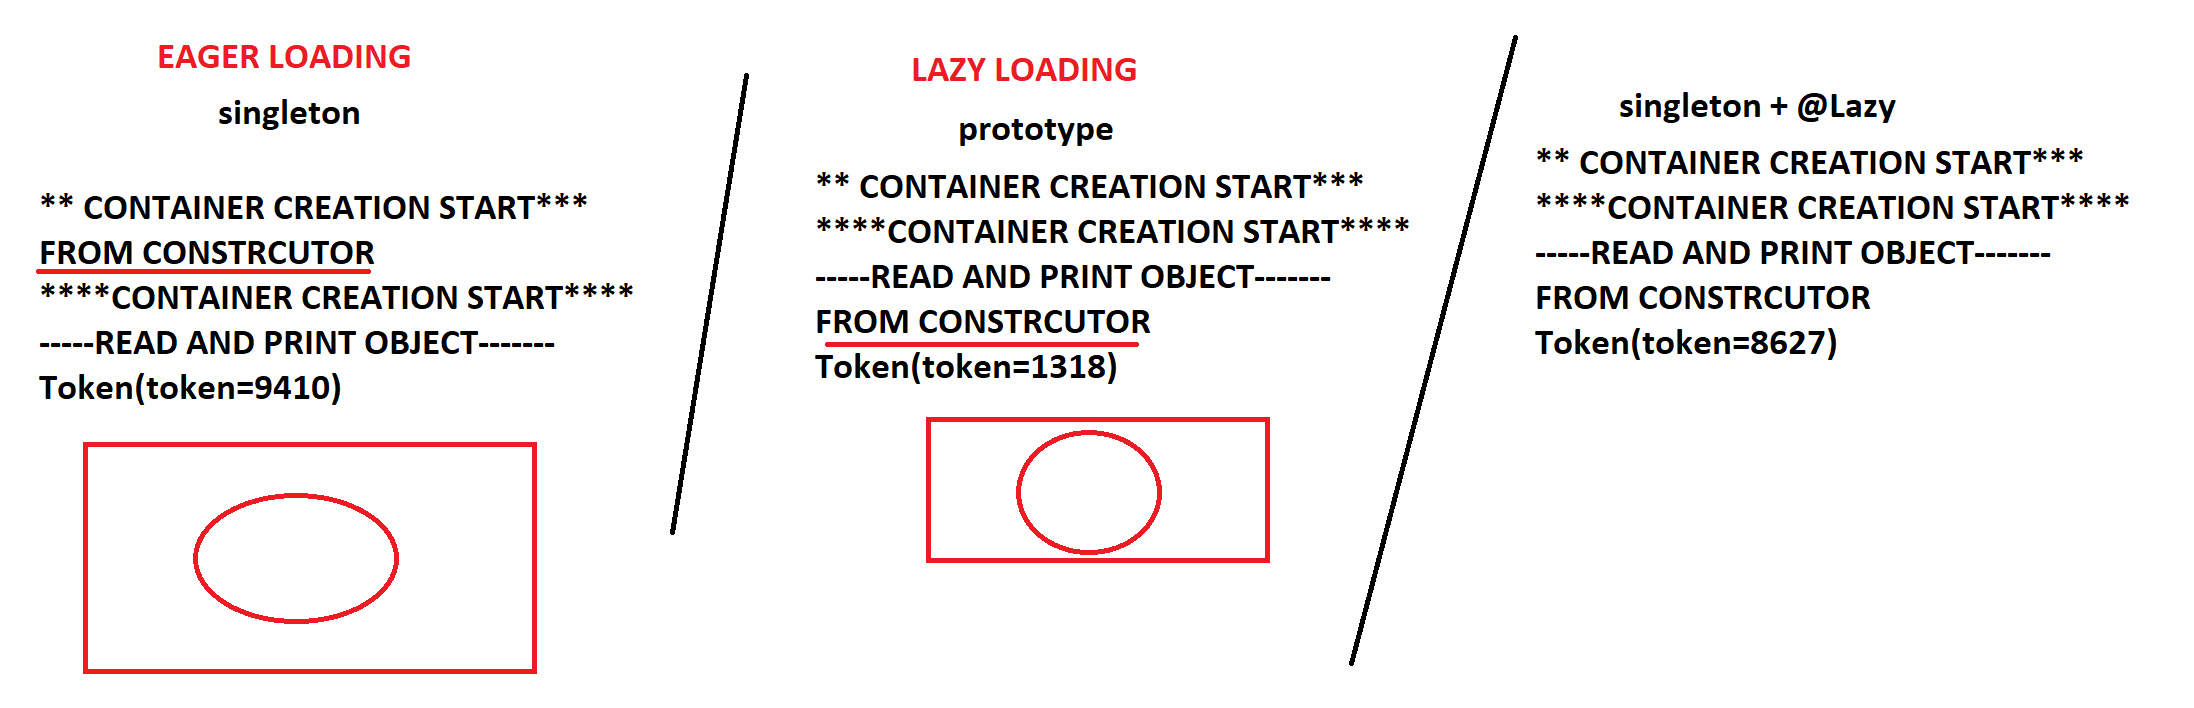 EAGER LOADING
singleton
** CONTAINER CREATION START***
FROM CONSTRCUTOR
****CONTAINER CREATION START****
-----READ AND PRINT OBJECT-------
Token(token=9410)
LAZY LOADING
prototype
** CONTAINER CREATION START***
****CONTAINER CREATION START****
-----READ AND PRINT OBJECT-------
FROM CONSTRCUTOR
Token(token=1318)
singleton + @Lazy
** CONTAINER CREATION START***
****CONTAINER CREATION START****
-----READ AND PRINT OBJECT-------
FROM CONSTRCUTOR
Token(token=8627)